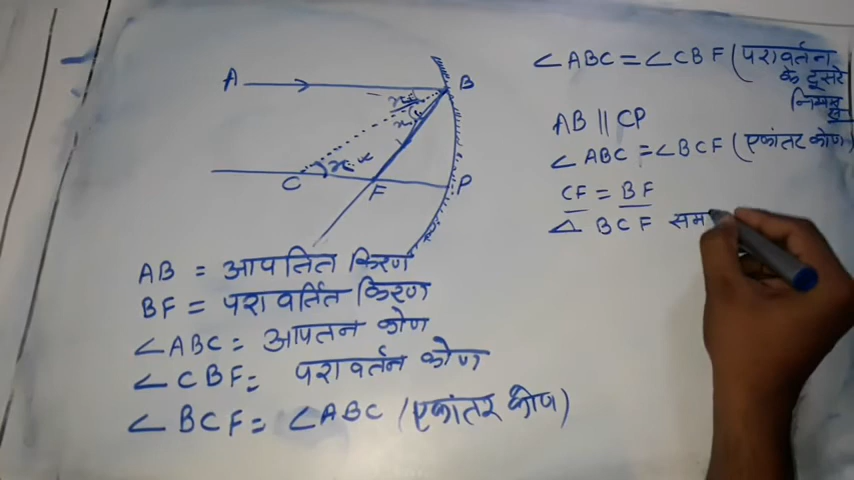 A
B
C
F
P
AB = आपतित किरण
BF = परावर्तित किरण
∠ABC = आपतन कोण
∠CBF = परावर्तन कोण
∠BCF = ∠ABC (एकांतर कोण)
∠ABC = ∠CBF (परावर्तन
के दूसरे
नियम
से
AB || CP
∠ABC = ∠BCF (एकांतर कोण)
CF = BF
△ BCF सम